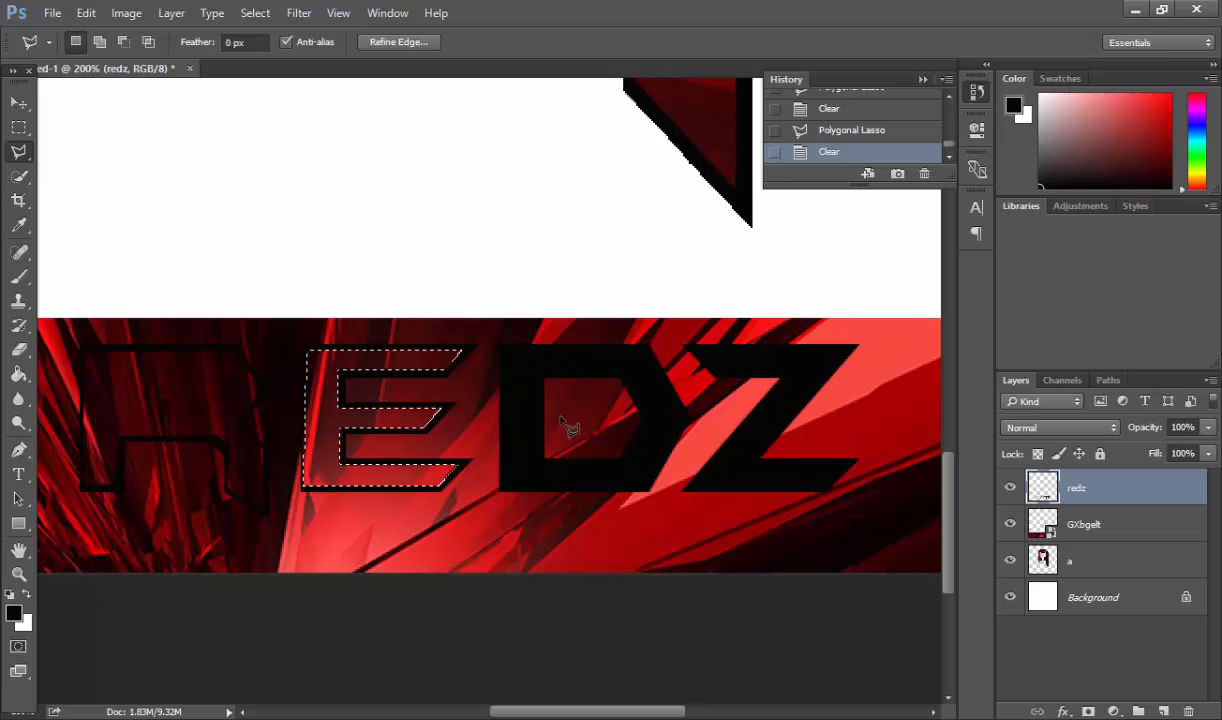 Ps File Edit Image Layer Type Select Filter View Window Help
Feather: 0 px Anti-alias Refine Edge... Essentials
ed-1 @ 200% (redz, RGB/8) * ×
History
Clear
Polygonal Lasso
Clear
Color Swatches
Libraries Adjustments Styles
EDZ
Layers Channels Paths
Kind
Normal Opacity: 100%
Lock: Fill: 100%
redz
GXbgelt
a
Background
Doc: 1.83M/9.32M